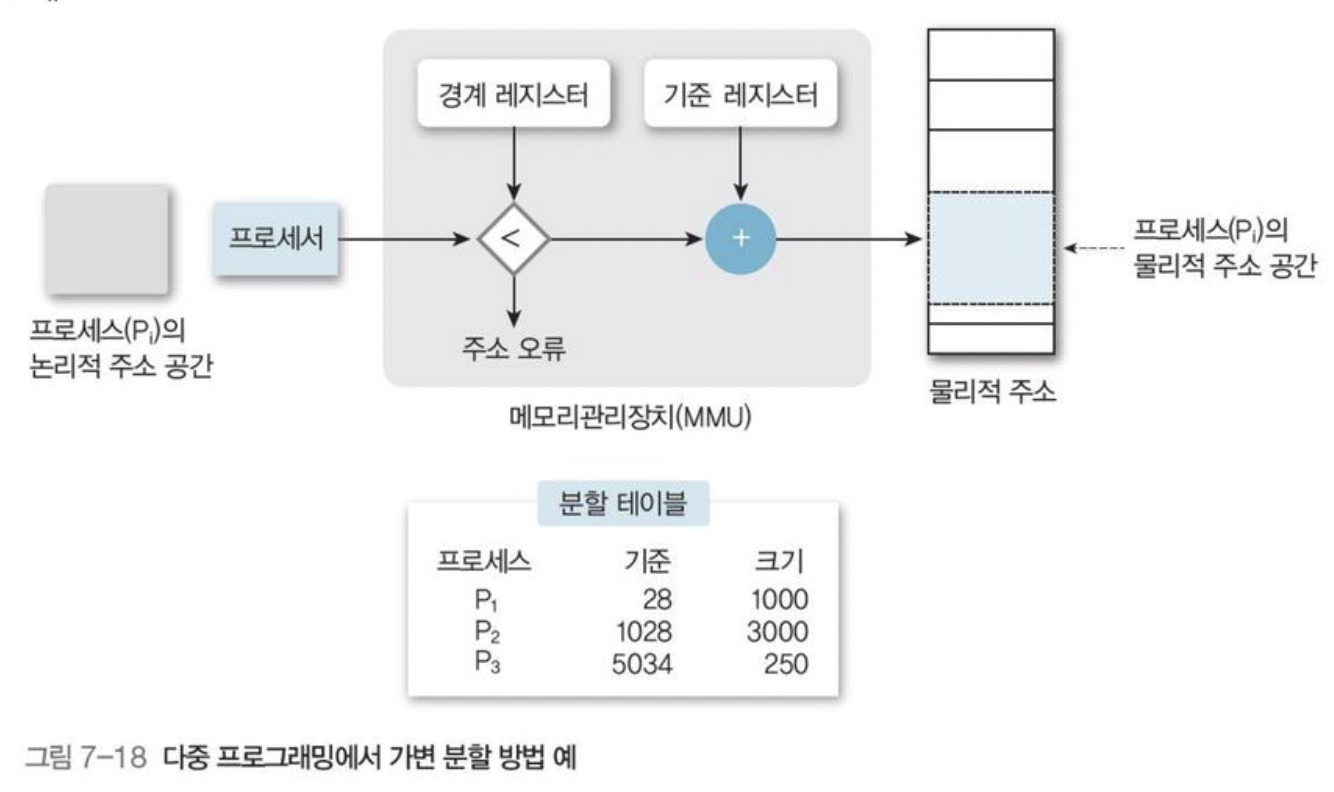 경계 레지스터
기준 레지스터
프로세서
<
+
주소 오류
프로세스(Pi)의
논리적 주소 공간
프로세스(Pi)의
물리적 주소 공간
물리적 주소
메모리관리장치(MMU)
분할 테이블
프로세스 기준 크기
P1 28 1000
P2 1028 3000
P3 5034 250
그림 7-18 다중 프로그래밍에서 가변 분할 방법 예